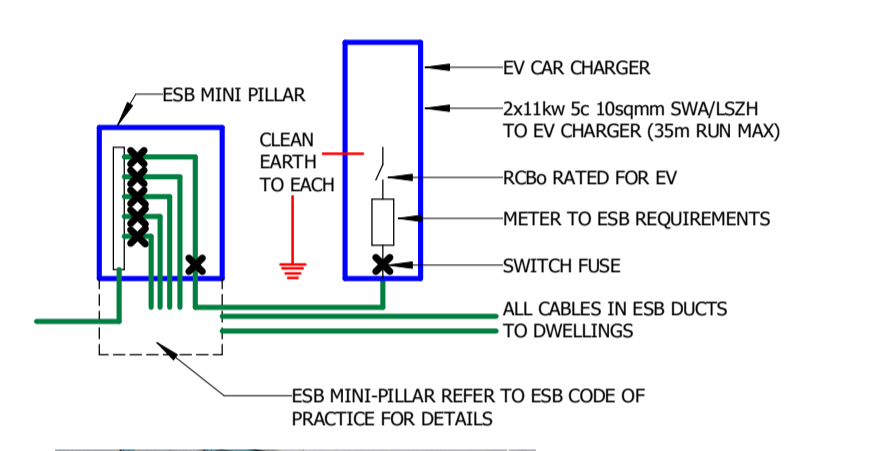 ESB MINI PILLAR
CLEAN
EARTH
TO EACH
EV CAR CHARGER
2x11kw 5c 10sqmm SWA/LSZH
TO EV CHARGER (35m RUN MAX)
RCBo RATED FOR EV
METER TO ESB REQUIREMENTS
SWITCH FUSE
ALL CABLES IN ESB DUCTS
TO DWELLINGS
ESB MINI-PILLAR REFER TO ESB CODE OF
PRACTICE FOR DETAILS